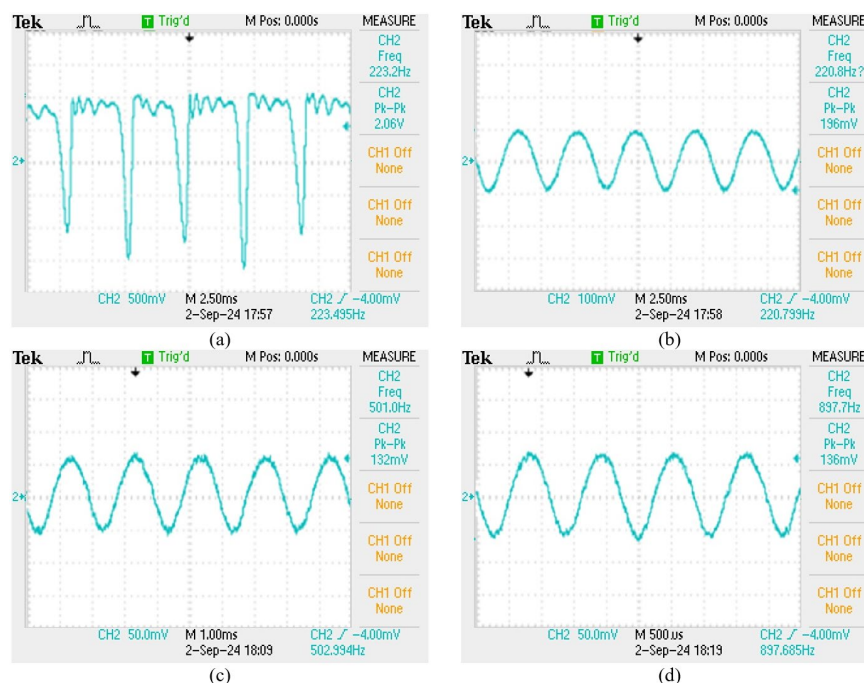 Tek T Trig'd M Pos: 0.000s MEASURE
CH2
Freq
223.2Hz
CH2
Pk-Pk
2.06V
CH1 Off
None
CH1 Off
None
CH1 Off
None
2
CH2 500mV M 2.50ms CH2 -4.00mV
2-Sep-24 17:57 223.495Hz
(a)
Tek T Trig'd M Pos: 0.000s MEASURE
CH2
Freq
220.8Hz?
CH2
Pk-Pk
196mV
CH1 Off
None
CH1 Off
None
CH1 Off
None
2
CH2 100mV M 2.50ms CH2 -4.00mV
2-Sep-24 17:58 220.799Hz
(b)
Tek T Trig'd M Pos: 0.000s MEASURE
CH2
Freq
501.0Hz
CH2
Pk-Pk
132mV
CH1 Off
None
CH1 Off
None
CH1 Off
None
2
CH2 50.0mV M 1.00ms CH2 -4.00mV
2-Sep-24 18:09 502.994Hz
(c)
Tek T Trig'd M Pos: 0.000s MEASURE
CH2
Freq
897.7Hz
CH2
Pk-Pk
136mV
CH1 Off
None
CH1 Off
None
CH1 Off
None
2
CH2 50.0mV M 500µs CH2 -4.00mV
2-Sep-24 18:19 897.685Hz
(d)